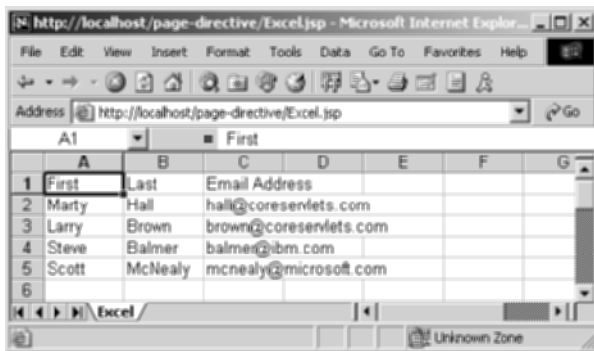 http://localhost/page-directive/Excel.jsp - Microsoft Internet Explor...
File Edit View Insert Format Tools Data Go To Favorites Help
Address http://localhost/page-directive/Excel.jsp Go
A1 = First
A B C D E F G
1 First Last Email Address
2 Marty Hall hall@coreservlets.com
3 Larry Brown brown@coreservlets.com
4 Steve Balmer balmer@ibm.com
5 Scott McNealy mcnealy@microsoft.com
6
Excel
Unknown Zone